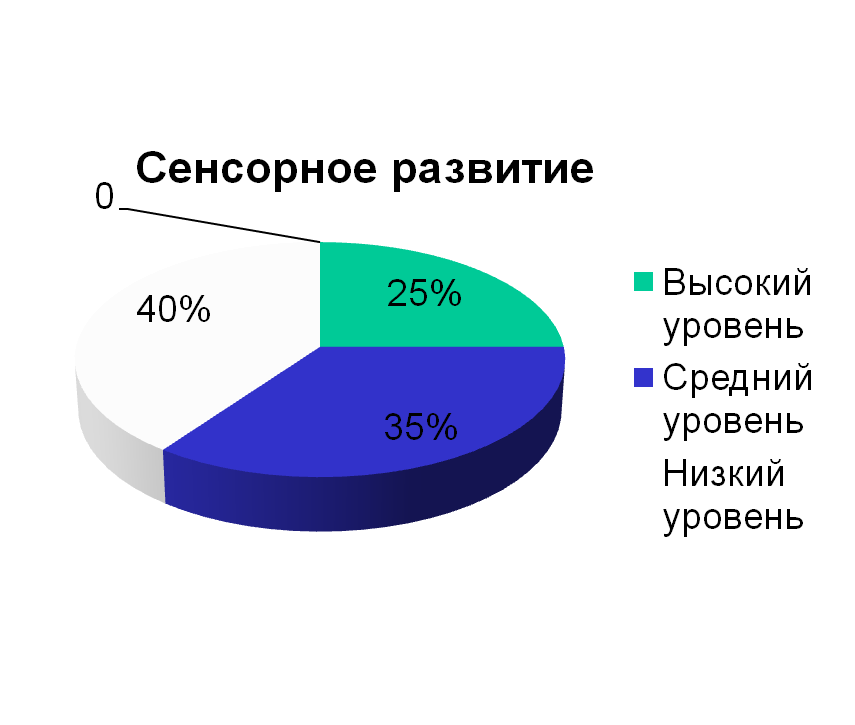 Сенсорное развитие
0
25%
40%
35%
Высокий
уровень
Средний
уровень
Низкий
уровень